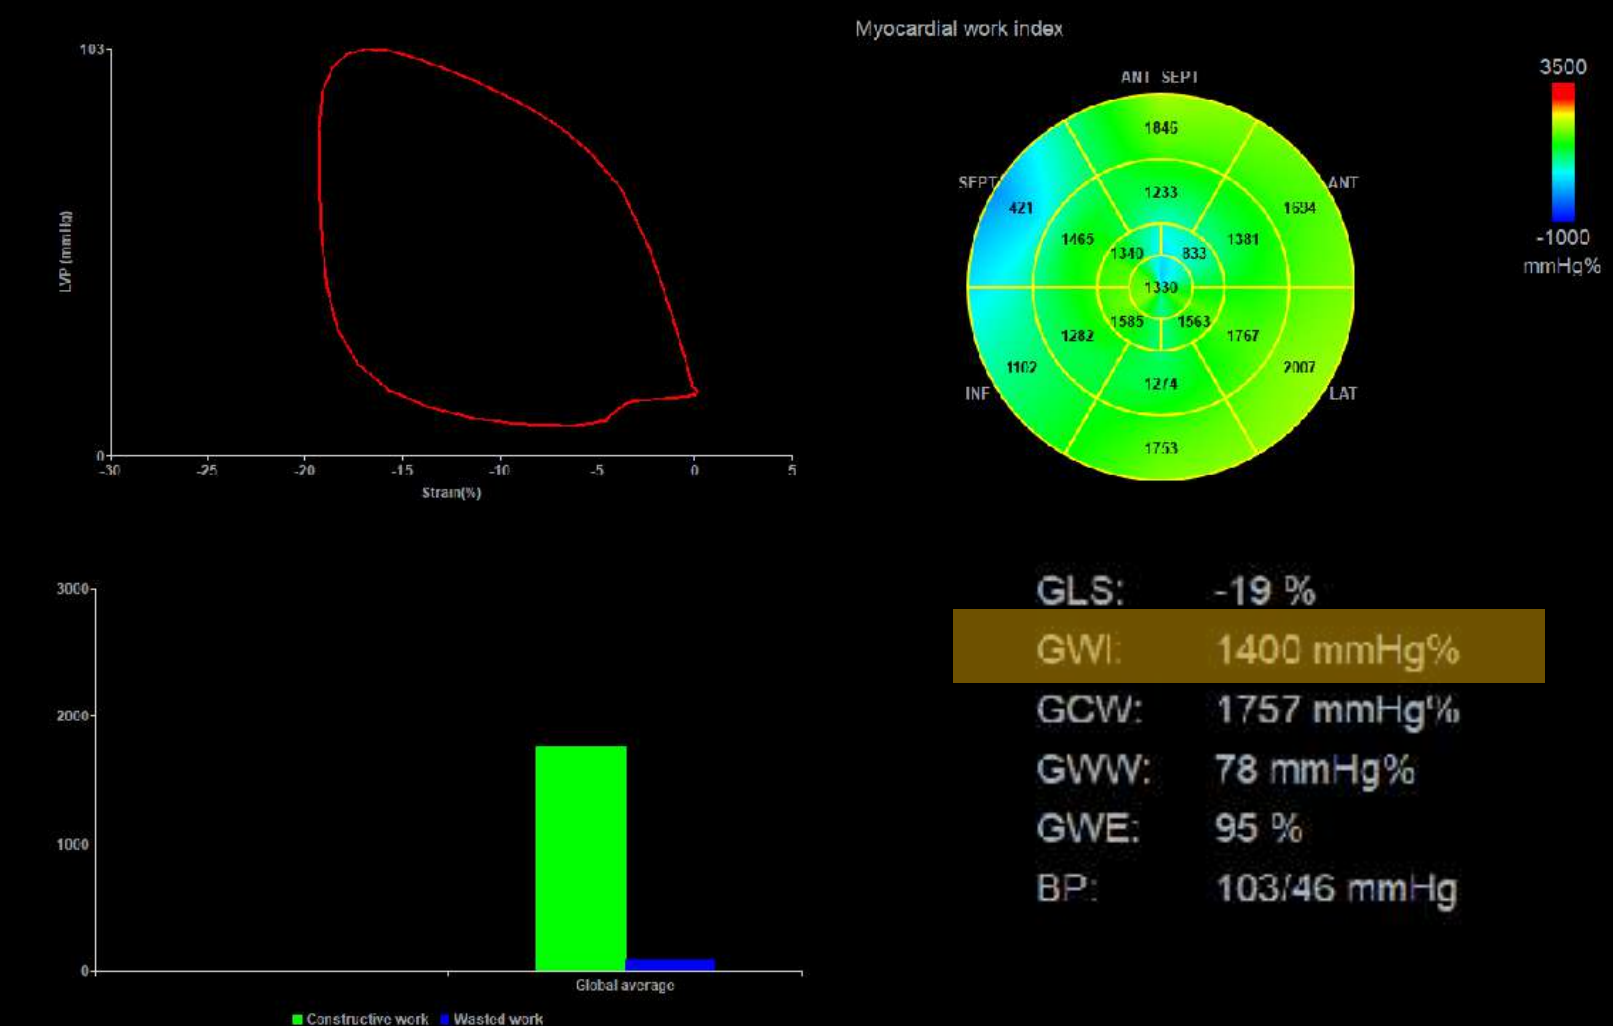 103
LVP (mmHg)
0
-30 -25 -20 -15 -10 -5 0 5
Strain(%)
Myocardial work index
ANT_SEPT
SEPT
ANT
INF
LAT
1846
421
1694
1233
1465
1381
1340
833
1330
1585
1563
1282
1767
1102
2007
1274
1753
3500
-1000
mmHg%
3000
2000
1000
0
Global average
Constructive work Wasted work
GLS: -19 %
GWI: 1400 mmHg%
GCW: 1757 mmHg%
GWW: 78 mmHg%
GWE: 95 %
BP: 103/46 mmHg